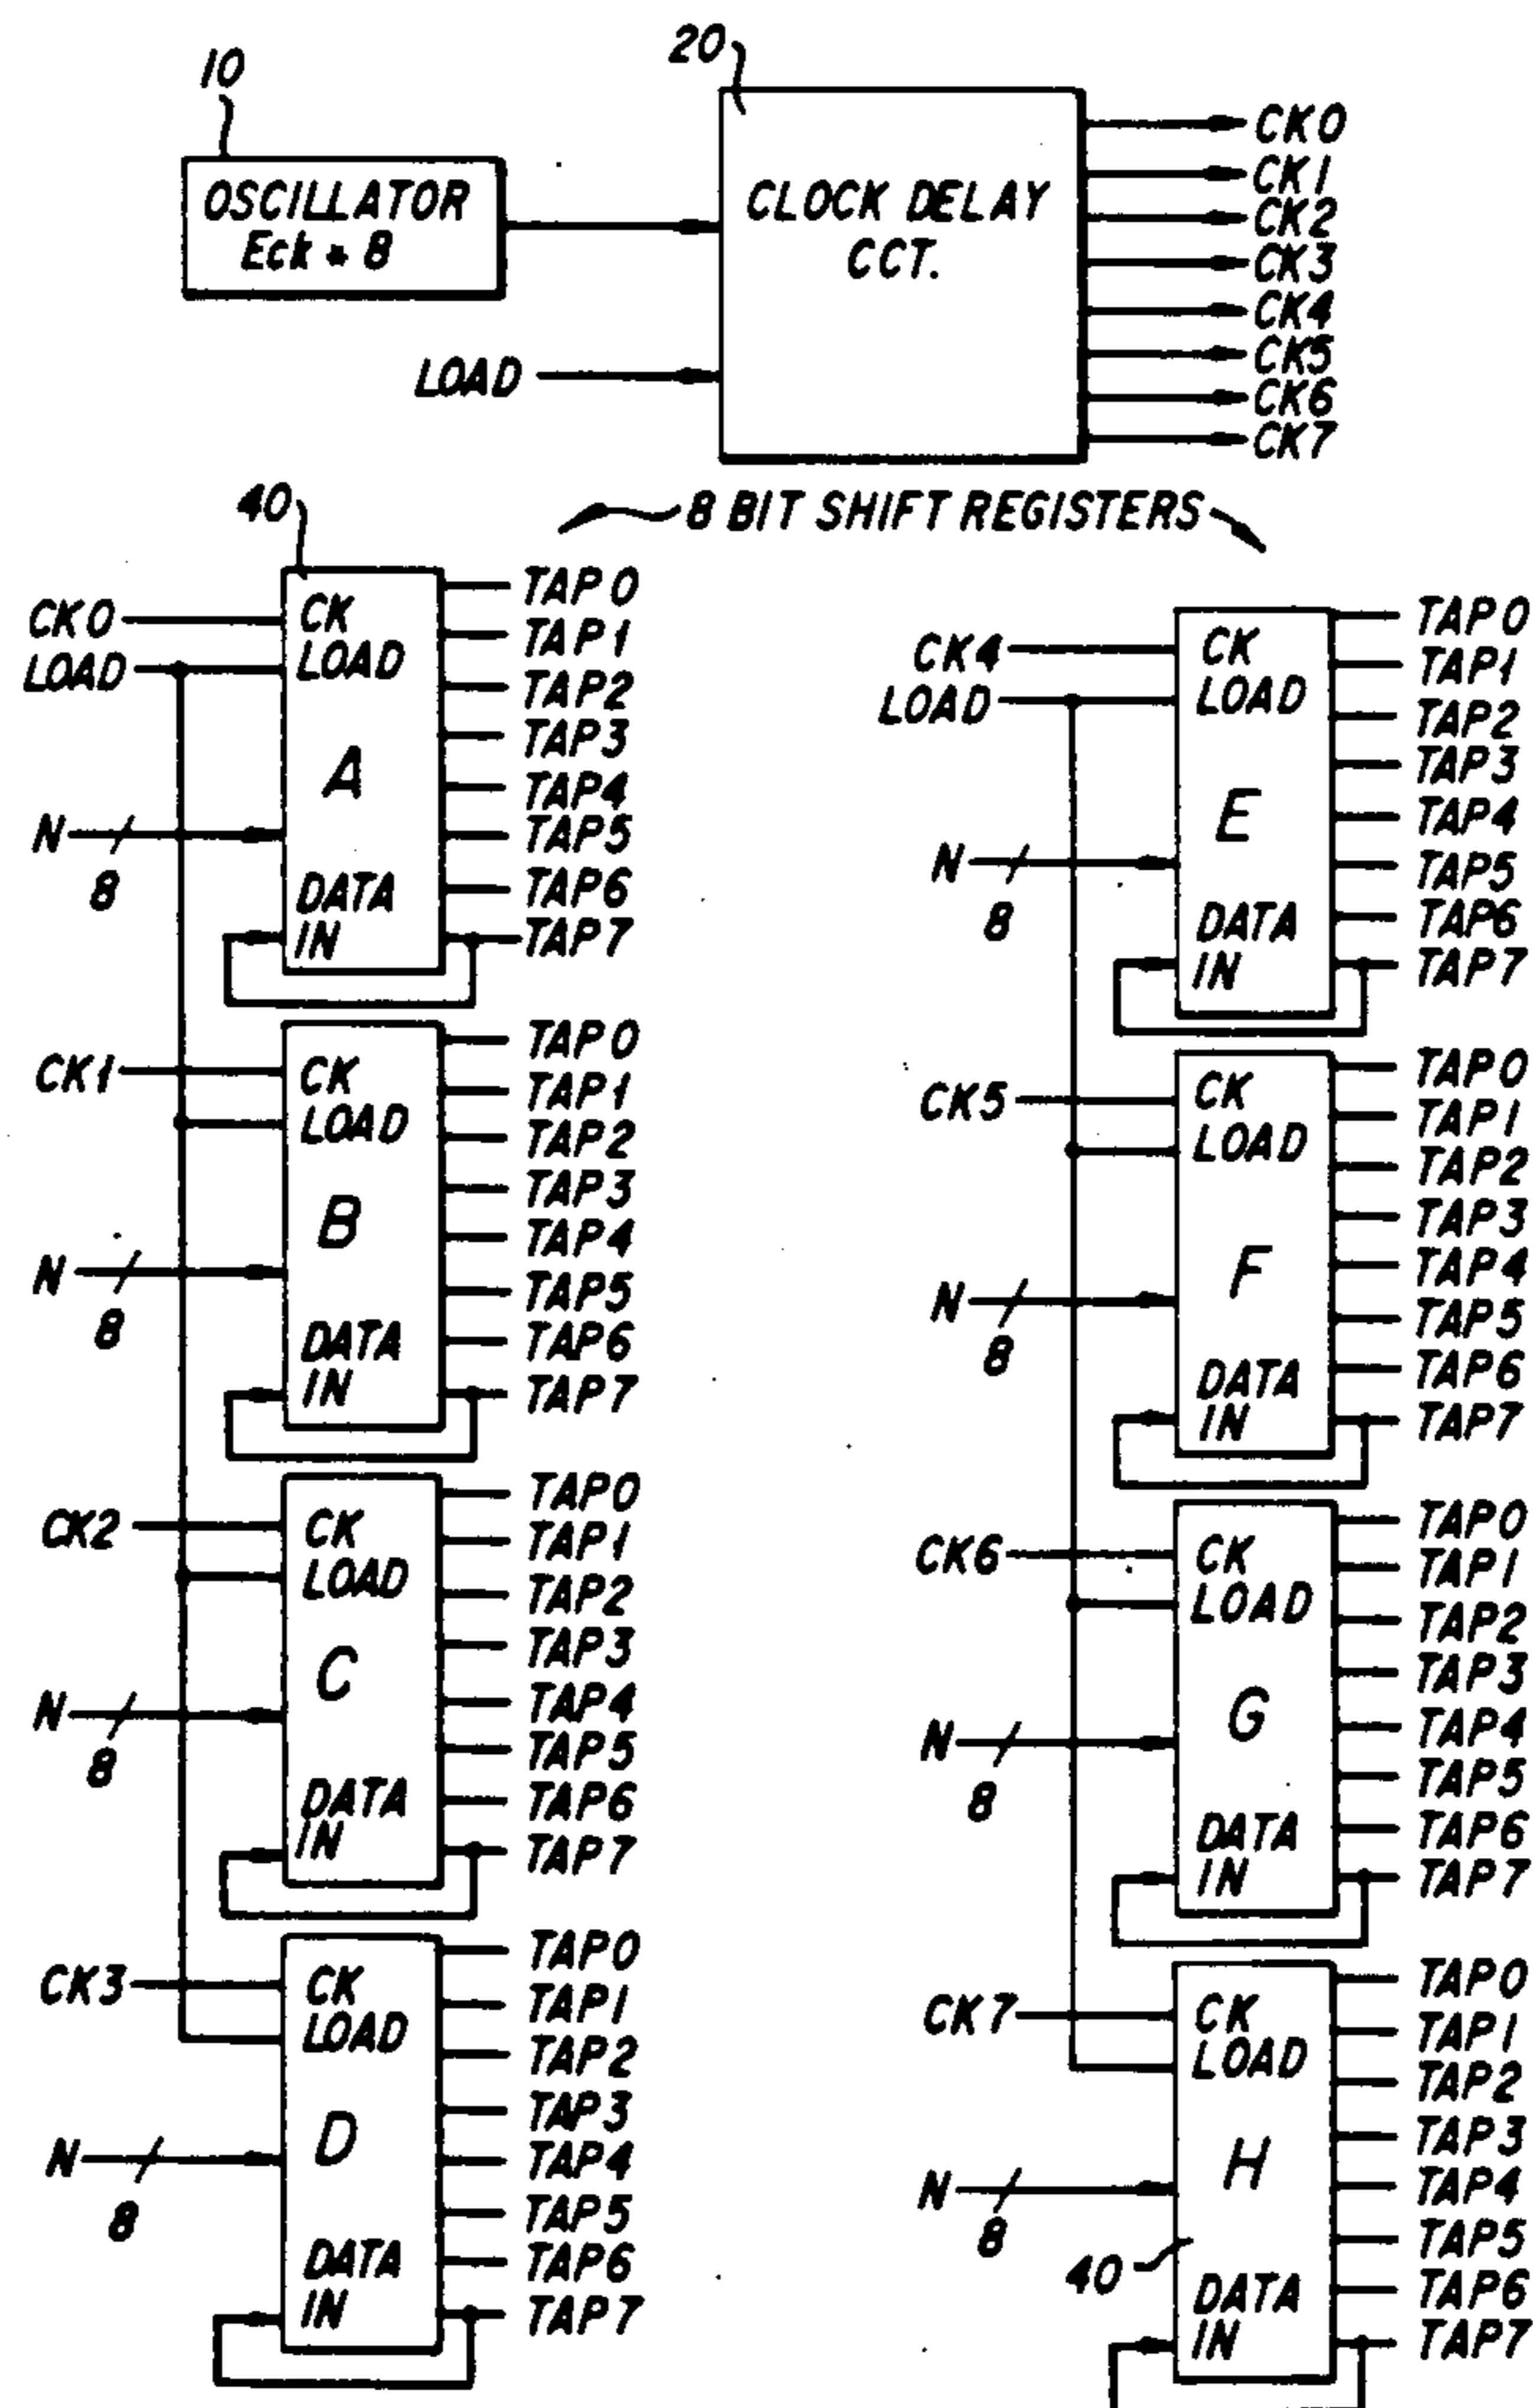 10
20
OSCILLATOR
Eck * 8
CLOCK DELAY
CCT.
LOAD
CK0
CK1
CK2
CK3
CK4
CK5
CK6
CK7
8 BIT SHIFT REGISTERS
40
CK0
LOAD
N
8
CK
LOAD
A
DATA
IN
TAP0
TAP1
TAP2
TAP3
TAP4
TAP5
TAP6
TAP7
CK1
N
8
CK
LOAD
B
DATA
IN
TAP0
TAP1
TAP2
TAP3
TAP4
TAP5
TAP6
TAP7
CK2
N
8
CK
LOAD
C
DATA
IN
TAP0
TAP1
TAP2
TAP3
TAP4
TAP5
TAP6
TAP7
CK3
N
8
CK
LOAD
D
DATA
IN
TAP0
TAP1
TAP2
TAP3
TAP4
TAP5
TAP6
TAP7
CK4
LOAD
N
8
CK
LOAD
E
DATA
IN
TAP0
TAP1
TAP2
TAP3
TAP4
TAP5
TAP6
TAP7
CK5
N
8
CK
LOAD
F
DATA
IN
TAP0
TAP1
TAP2
TAP3
TAP4
TAP5
TAP6
TAP7
CK6
N
8
CK
LOAD
G
DATA
IN
TAP0
TAP1
TAP2
TAP3
TAP4
TAP5
TAP6
TAP7
CK7
N
8
40
CK
LOAD
H
DATA
IN
TAP0
TAP1
TAP2
TAP3
TAP4
TAP5
TAP6
TAP7